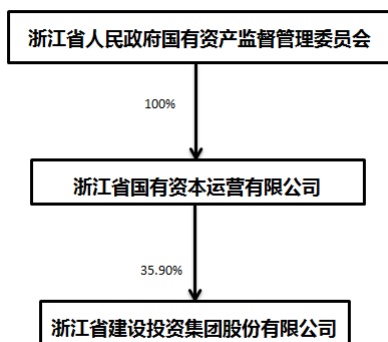 浙江省人民政府国有资产监督管理委员会
100%
浙江省国有资本运营有限公司
35.90%
浙江省建设投资集团股份有限公司